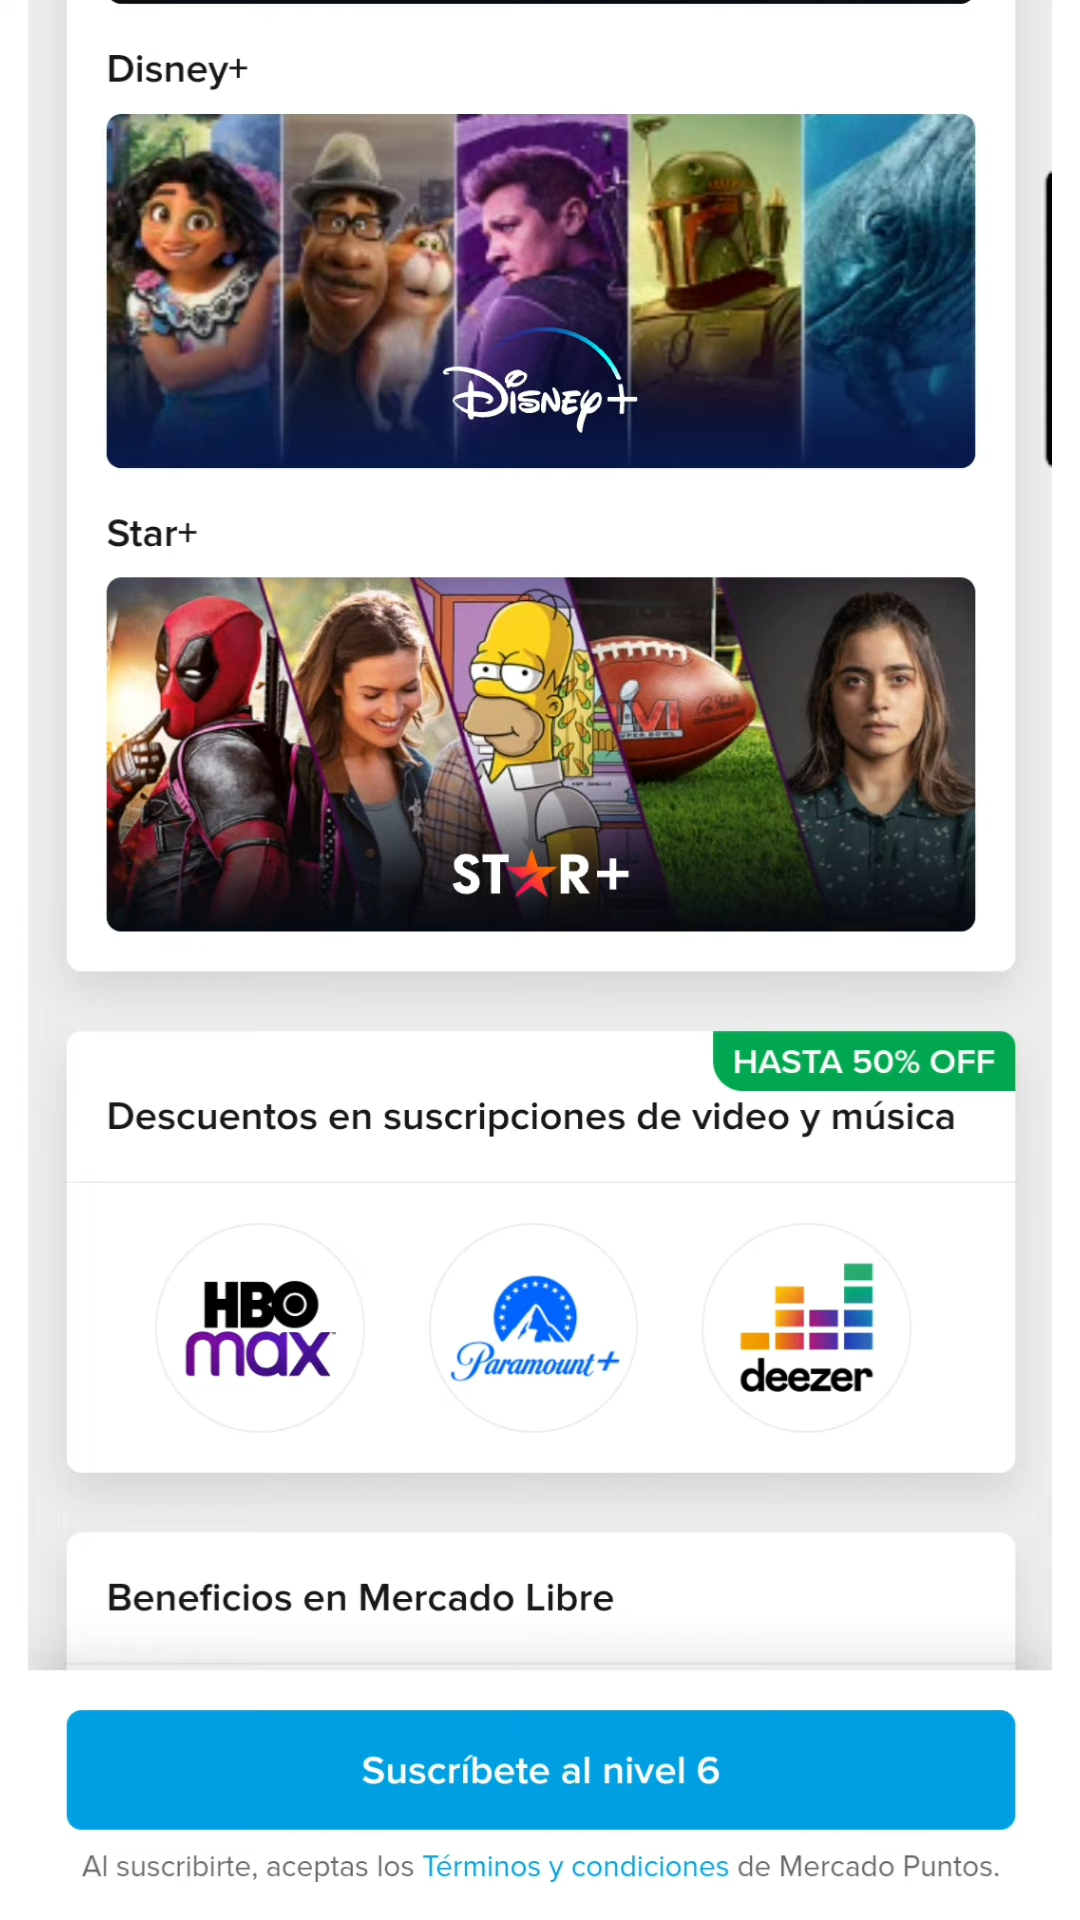 Disney+
Disney+
Star+
ST★R+
HASTA 50% OFF
Descuentos en suscripciones de video y música
HBO
max
Paramount+
deezer
Beneficios en Mercado Libre
Suscríbete al nivel 6
Al suscribirte, aceptas los Términos y condiciones de Mercado Puntos.